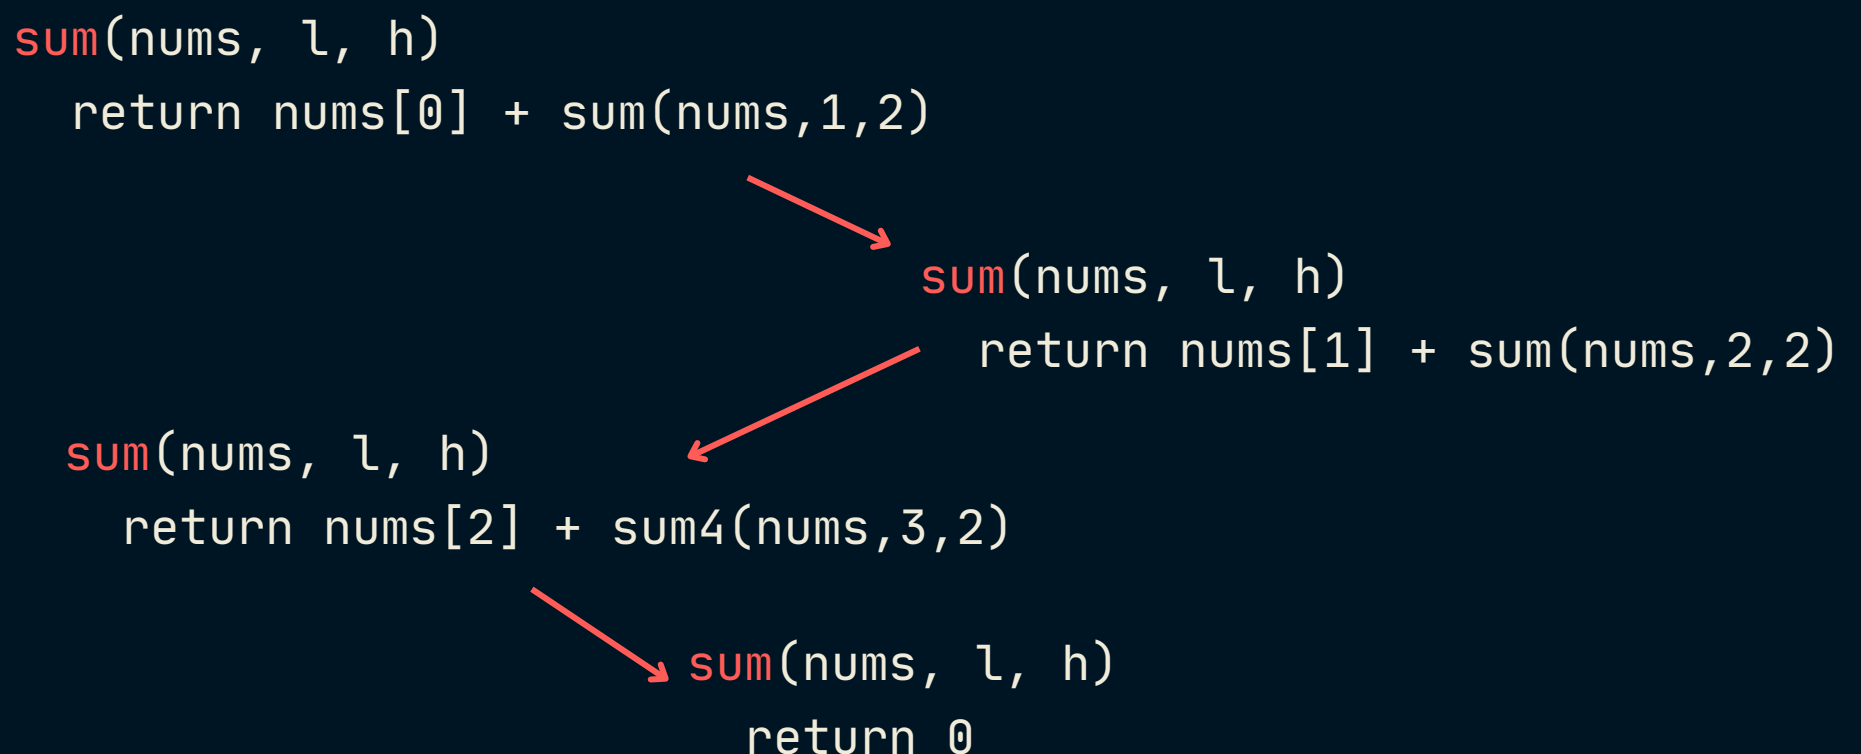 sum(nums, l, h)
return nums[0] + sum(nums,1,2)
sum(nums, l, h)
return nums[1] + sum(nums,2,2)
sum(nums, l, h)
return nums[2] + sum4(nums,3,2)
sum(nums, l, h)
return 0